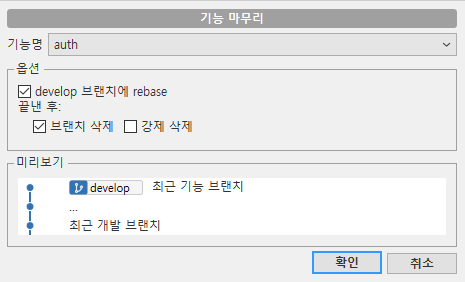 기능 마무리
기능명 auth
옵션
develop 브랜치에 rebase
끝낸 후:
브랜치 삭제 강제 삭제
미리보기
develop 최근 기능 브랜치
...
최근 개발 브랜치
확인 취소